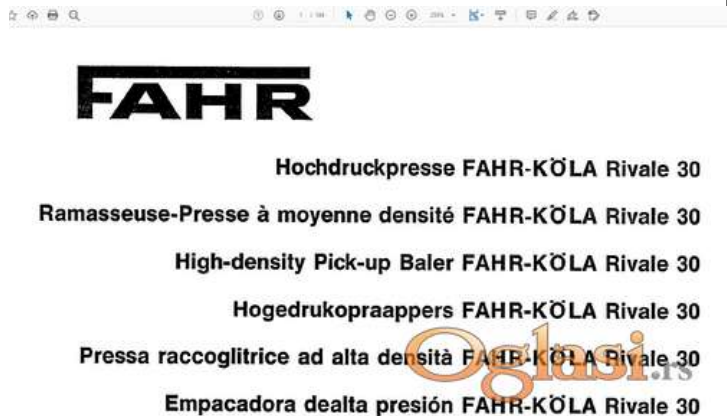 FAHR
Hochdruckpresse FAHR-KÖLA Rivale 30
Ramasseuse-Presse à moyenne densité FAHR-KÖLA Rivale 30
High-density Pick-up Baler FAHR-KÖLA Rivale 30
Hogedrukopraappers FAHR-KÖLA Rivale 30
Pressa raccoglitrice ad alta densità FAHR-KÖLA Rivale 30
Empacadora dealta presión FAHR-KÖLA Rivale 30
Oglasi.rs